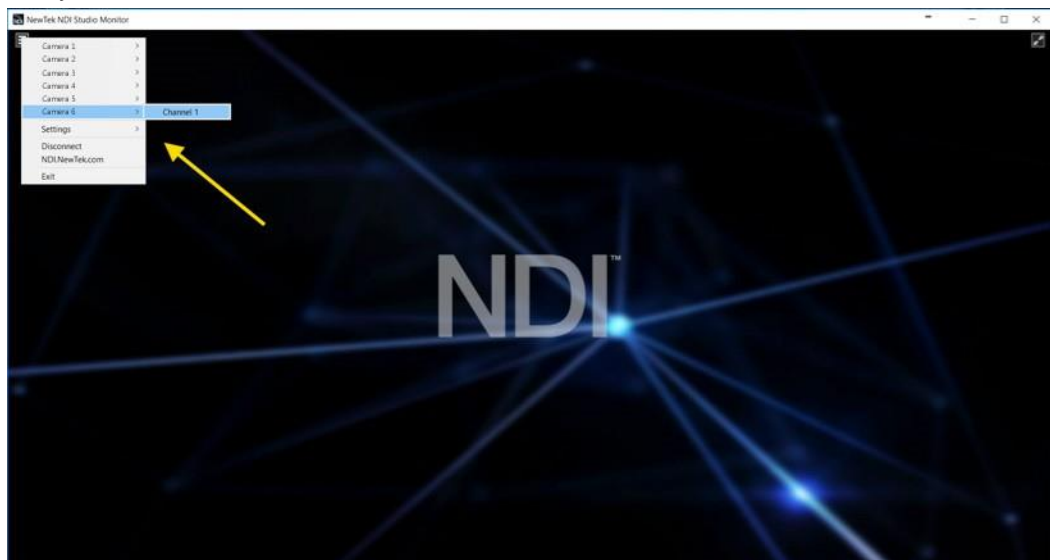 NDI NewTek NDI Studio Monitor
Camera 1
Camera 2
Camera 3
Camera 4
Camera 5
Camera 6
Channel 1
Settings
Disconnect
NDI.NewTek.com
Exit
NDI™